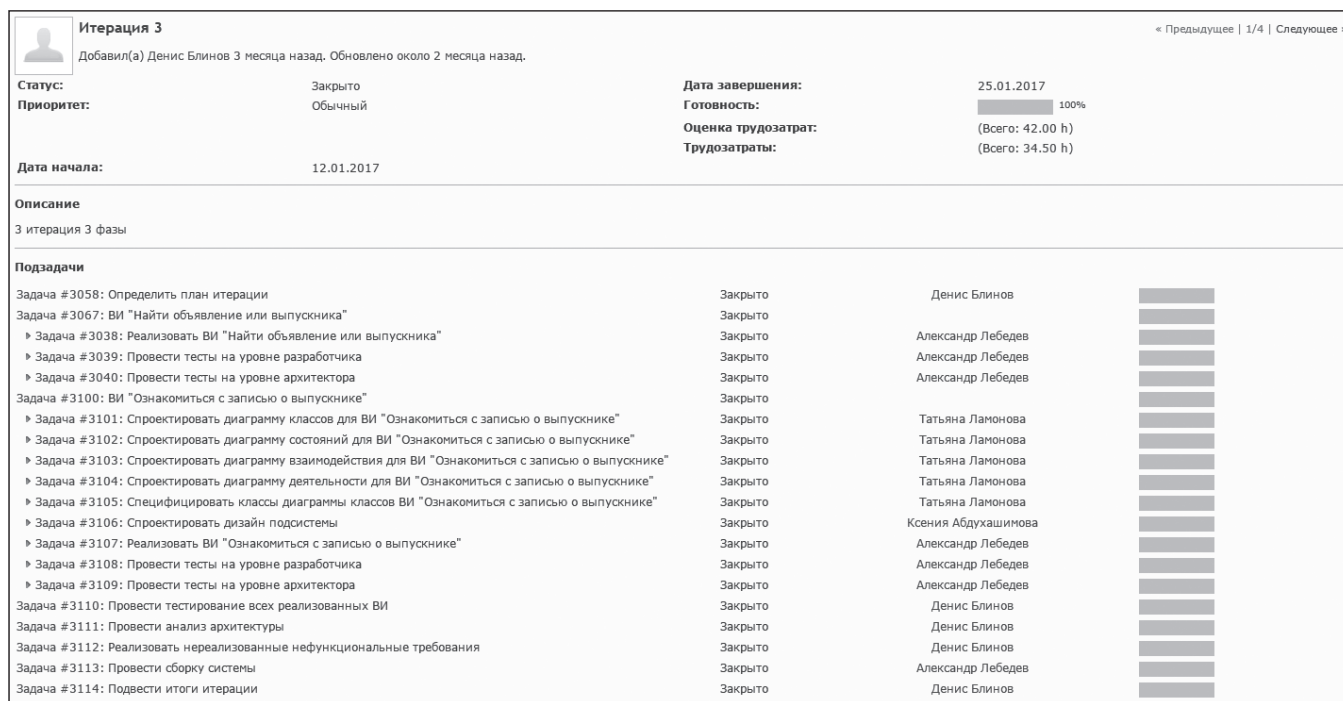 Итерация 3
« Предыдущее | 1/4 | Следующее »
Добавил(а) Денис Блинов 3 месяца назад. Обновлено около 2 месяца назад.
Статус: Закрыто Дата завершения: 25.01.2017
Приоритет: Обычный Готовность: 100%
Оценка трудозатрат: (Всего: 42.00 h)
Трудозатраты: (Всего: 34.50 h)
Дата начала: 12.01.2017
Описание
3 итерация 3 фазы
Подзадачи
Задача #3058: Определить план итерации Закрыто Денис Блинов
Задача #3067: ВИ "Найти объявление или выпускника" Закрыто
Задача #3038: Реализовать ВИ "Найти объявление или выпускника" Закрыто Александр Лебедев
Задача #3039: Провести тесты на уровне разработчика Закрыто Александр Лебедев
Задача #3040: Провести тесты на уровне архитектора Закрыто Александр Лебедев
Задача #3100: ВИ "Ознакомиться с записью о выпускнике" Закрыто
Задача #3101: Спроектировать диаграмму классов для ВИ "Ознакомиться с записью о выпускнике" Закрыто Татьяна Ламонова
Задача #3102: Спроектировать диаграмму состояний для ВИ "Ознакомиться с записью о выпускнике" Закрыто Татьяна Ламонова
Задача #3103: Спроектировать диаграмму взаимодействия для ВИ "Ознакомиться с записью о выпускнике" Закрыто Татьяна Ламонова
Задача #3104: Спроектировать диаграмму деятельности для ВИ "Ознакомиться с записью о выпускнике" Закрыто Татьяна Ламонова
Задача #3105: Специфицировать классы диаграммы классов ВИ "Ознакомиться с записью о выпускнике" Закрыто Татьяна Ламонова
Задача #3106: Спроектировать дизайн подсистемы Закрыто Ксения Абдухашимова
Задача #3107: Реализовать ВИ "Ознакомиться с записью о выпускнике" Закрыто Александр Лебедев
Задача #3108: Провести тесты на уровне разработчика Закрыто Александр Лебедев
Задача #3109: Провести тесты на уровне архитектора Закрыто Александр Лебедев
Задача #3110: Провести тестирование всех реализованных ВИ Закрыто Денис Блинов
Задача #3111: Провести анализ архитектуры Закрыто Денис Блинов
Задача #3112: Реализовать нереализованные нефункциональные требования Закрыто Денис Блинов
Задача #3113: Провести сборку системы Закрыто Александр Лебедев
Задача #3114: Подвести итоги итерации Закрыто Денис Блинов